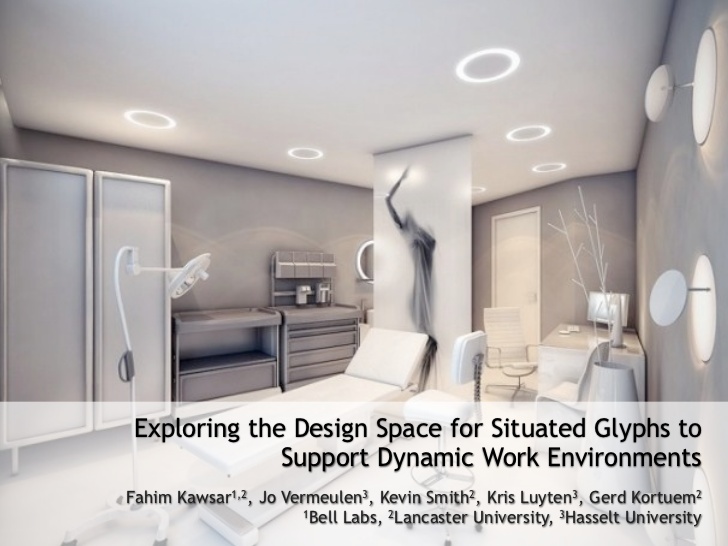 Exploring the Design Space for Situated Glyphs to
Support Dynamic Work Environments
Fahim Kawsar¹,², Jo Vermeulen³, Kevin Smith², Kris Luyten³, Gerd Kortuem²
¹Bell Labs, ²Lancaster University, ³Hasselt University